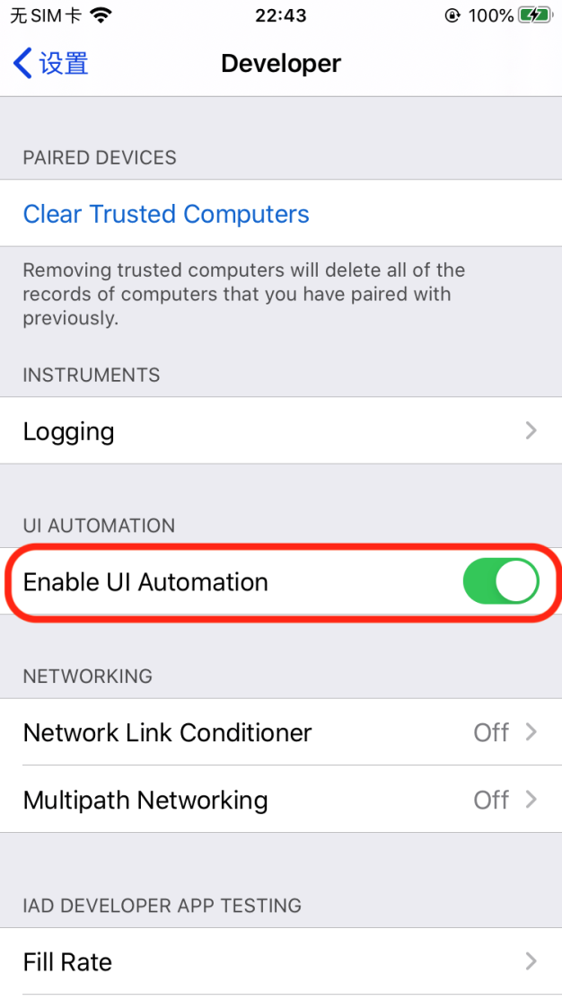 无SIM卡 22:43 100%
设置 Developer
PAIRED DEVICES
Clear Trusted Computers
Removing trusted computers will delete all of the
records of computers that you have paired with
previously.
INSTRUMENTS
Logging
UI AUTOMATION
Enable UI Automation
NETWORKING
Network Link Conditioner Off
Multipath Networking Off
IAD DEVELOPER APP TESTING
Fill Rate